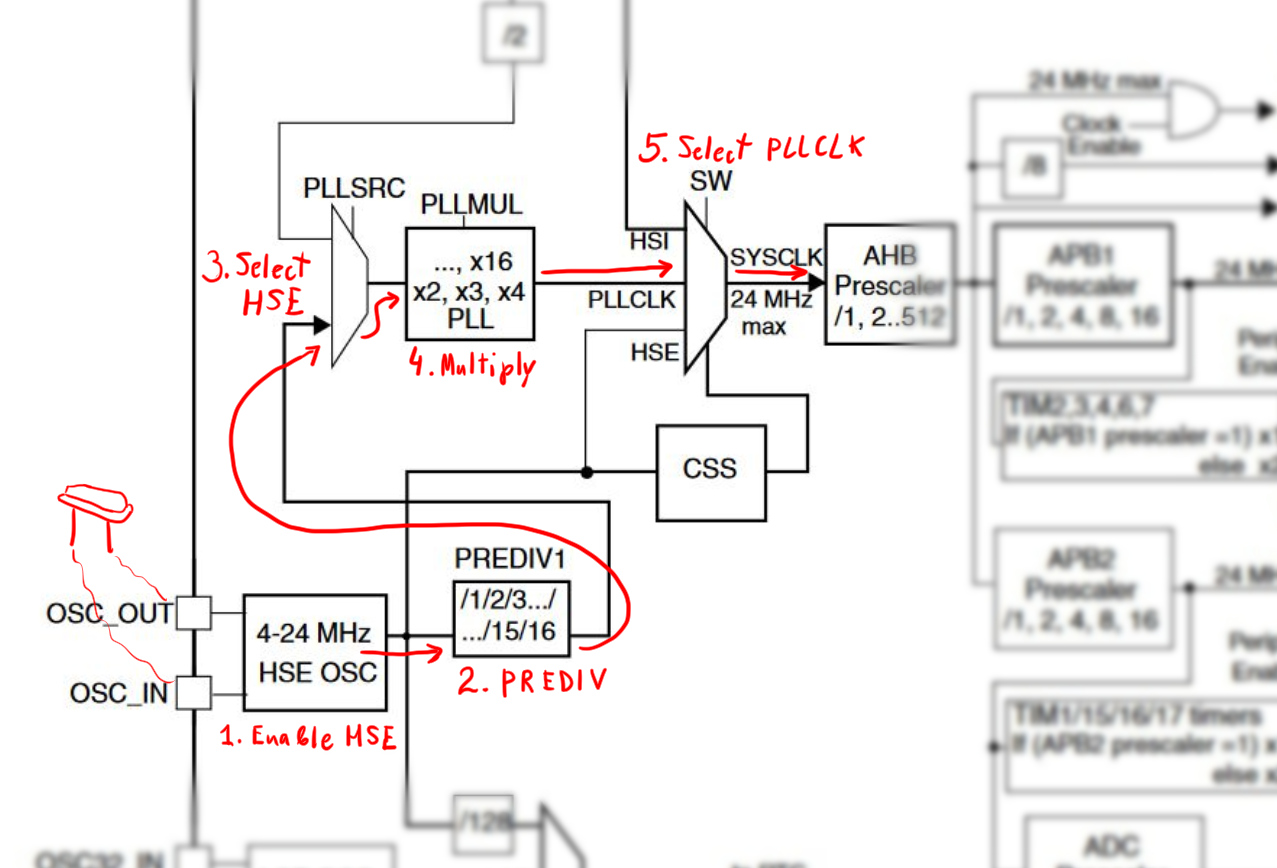 /2
24 MHz max
Clock
Enable
/8
5. Select PLLCLK
SW
PLLSRC
PLLMUL
..., x16
x2, x3, x4
PLL
3. Select
HSE
4. Multiply
HSI
PLLCLK
HSE
SYSCLK
24 MHz
max
AHB
Prescaler
/1, 2..512
APB1
Prescaler
/1, 2, 4, 8, 16
24 MH
TIM2,3,4,6,7
If (APB1 prescaler =1) x1
else x2
CSS
PREDIV1
/1/2/3.../
.../15/16
2. PREDIV
OSC_OUT
OSC_IN
4-24 MHz
HSE OSC
1. Enable HSE
APB2
Prescaler
/1, 2, 4, 8, 16
24 MH
TIM1/15/16/17 timers
If (APB2 prescaler =1) x
else x
/128
OSC32_IN
ADC